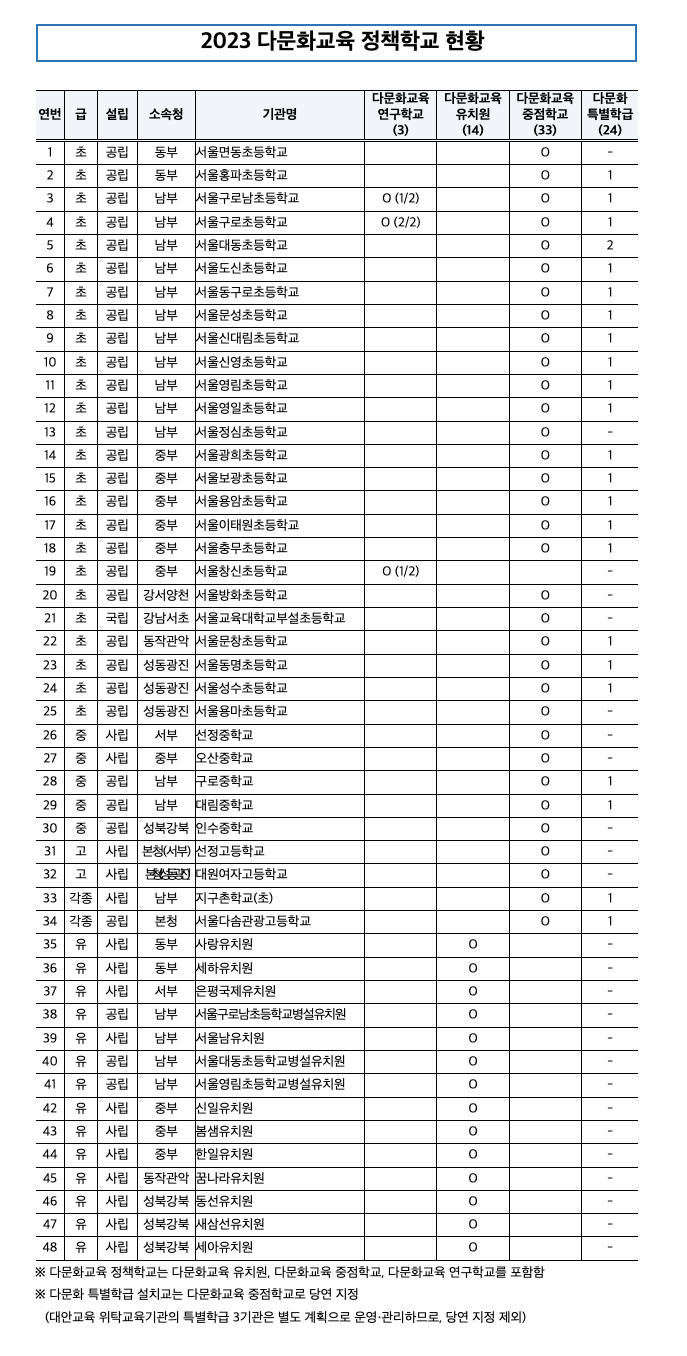 2023 다문화교육 정책학교 현황
연번 급 설립 소속청 기관명 다문화교육 연구학교 (3) 다문화교육 유치원 (14) 다문화교육 중점학교 (33) 다문화 특별학급 (24)
1 초 공립 동부 서울면동초등학교 O -
2 초 공립 동부 서울홍파초등학교 O 1
3 초 공립 남부 서울구로남초등학교 O (1/2) O 1
4 초 공립 남부 서울구로초등학교 O (2/2) O 1
5 초 공립 남부 서울대동초등학교 O 2
6 초 공립 남부 서울도신초등학교 O 1
7 초 공립 남부 서울동구로초등학교 O 1
8 초 공립 남부 서울문성초등학교 O 1
9 초 공립 남부 서울신대림초등학교 O 1
10 초 공립 남부 서울신영초등학교 O 1
11 초 공립 남부 서울영림초등학교 O 1
12 초 공립 남부 서울영일초등학교 O 1
13 초 공립 남부 서울정심초등학교 O -
14 초 공립 중부 서울광희초등학교 O 1
15 초 공립 중부 서울보광초등학교 O 1
16 초 공립 중부 서울용암초등학교 O 1
17 초 공립 중부 서울이태원초등학교 O 1
18 초 공립 중부 서울충무초등학교 O 1
19 초 공립 중부 서울창신초등학교 O (1/2) -
20 초 공립 강서양천 서울방화초등학교 O -
21 초 국립 강남서초 서울교육대학교부설초등학교 O -
22 초 공립 동작관악 서울문창초등학교 O 1
23 초 공립 성동광진 서울동명초등학교 O 1
24 초 공립 성동광진 서울성수초등학교 O 1
25 초 공립 성동광진 서울용마초등학교 O -
26 중 사립 서부 선정중학교 O -
27 중 사립 중부 오산중학교 O -
28 중 공립 남부 구로중학교 O 1
29 중 공립 남부 대림중학교 O 1
30 중 공립 성북강북 인수중학교 O -
31 고 사립 본청(서부) 선정고등학교 O -
32 고 사립 대원여자고등학교 O -
33 각종 사립 남부 지구촌학교(초) O 1
34 각종 공립 본청 서울다솜관광고등학교 O 1
35 유 사립 동부 사랑유치원 O -
36 유 사립 동부 세하유치원 O -
37 유 사립 서부 은평국제유치원 O -
38 유 공립 남부 서울구로남초등학교병설유치원 O -
39 유 사립 남부 서울남유치원 O -
40 유 공립 남부 서울대동초등학교병설유치원 O -
41 유 공립 남부 서울영림초등학교병설유치원 O -
42 유 사립 중부 신일유치원 O -
43 유 사립 중부 봄샘유치원 O -
44 유 사립 중부 한일유치원 O -
45 유 사립 동작관악 꿈나라유치원 O -
46 유 사립 성북강북 동선유치원 O -
47 유 사립 성북강북 새삼선유치원 O -
48 유 사립 성북강북 세아유치원 O -
※ 다문화교육 정책학교는 다문화교육 유치원, 다문화교육 중점학교, 다문화교육 연구학교를 포함함
※ 다문화 특별학급 설치교는 다문화교육 중점학교로 당연 지정
(대안교육 위탁교육기관의 특별학급 3기관은 별도 계획으로 운영·관리하므로, 당연 지정 제외)